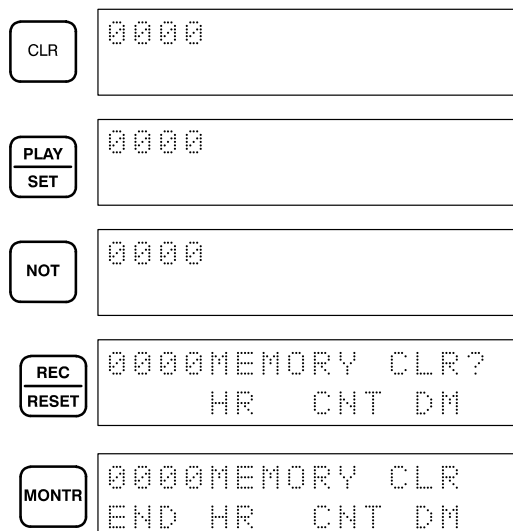 CLR
0000
PLAY
SET
0000
NOT
0000
REC
RESET
0000MEMORY CLR?
HR CNT DM
MONTR
0000MEMORY CLR
END HR CNT DM